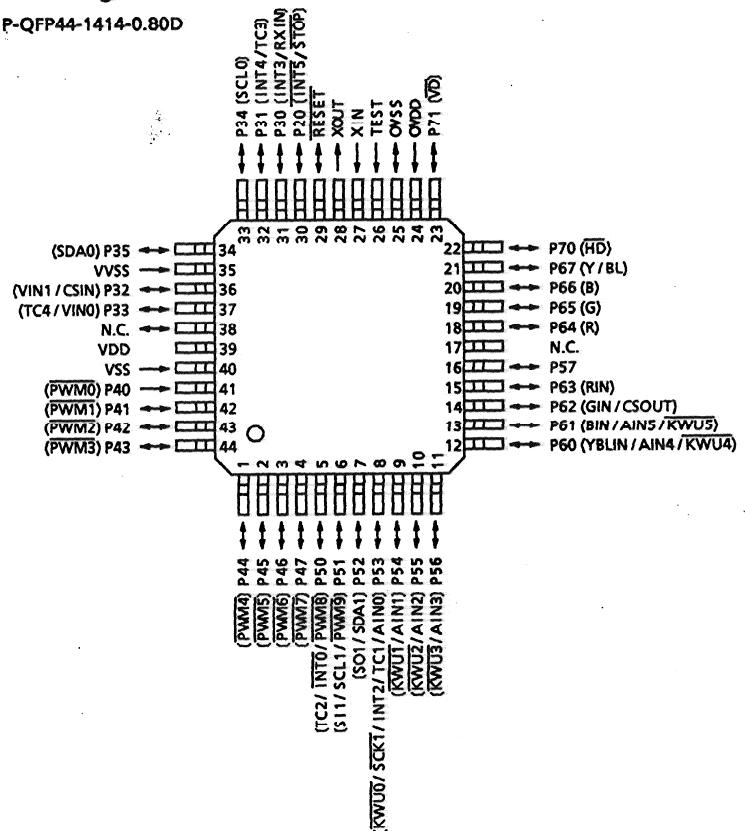 P-QFP44-1414-0.80D
P34 (SCL0)
P31 (INT4/TC3)
P30 (INT3/RXIN)
P20 (INT5/STOP)
RESET
XOUT
XIN
TEST
OVSS
OVDD
P71 (VD)
33 32 31 30 29 28 27 26 25 24 23
(SDA0) P35 34
VVSS 35
(VIN1/CSIN) P32 36
(TC4/VIN0) P33 37
N.C. 38
VDD 39
VSS 40
(PWM0) P40 41
(PWM1) P41 42
(PWM2) P42 43
(PWM3) P43 44
22 P70 (HD)
21 P67 (Y/BL)
20 P66 (B)
19 P65 (G)
18 P64 (R)
17 N.C.
16 P57
15 P63 (RIN)
14 P62 (GIN/CSOUT)
13 P61 (BIN/AIN5/KWU5)
12 P60 (YBLIN/AIN4/KWU4)
1 2 3 4 5 6 7 8 9 10 11
(PWM4) P44
(PWM5) P45
(PWM6) P46
(PWM7) P47
(TC2/INT0/PWM8) P50
(SI1/SCL1/PWM9) P51
(SO1/SDA1) P52
(KWU0/SCK1/INT2/TC1/AIN0) P53
(KWU1/AIN1) P54
(KWU2/AIN2) P55
(KWU3/AIN3) P56